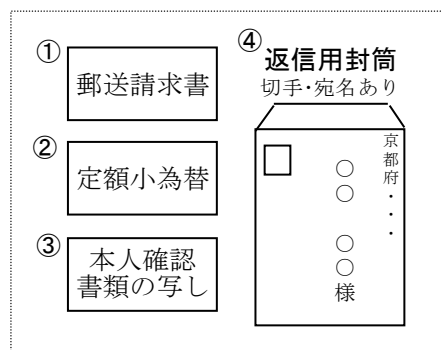 ①
郵送請求書
②
定額小為替
③
本人確認
書類の写し
④
返信用封筒
切手・宛名あり
京都府・・・
○○　○○様